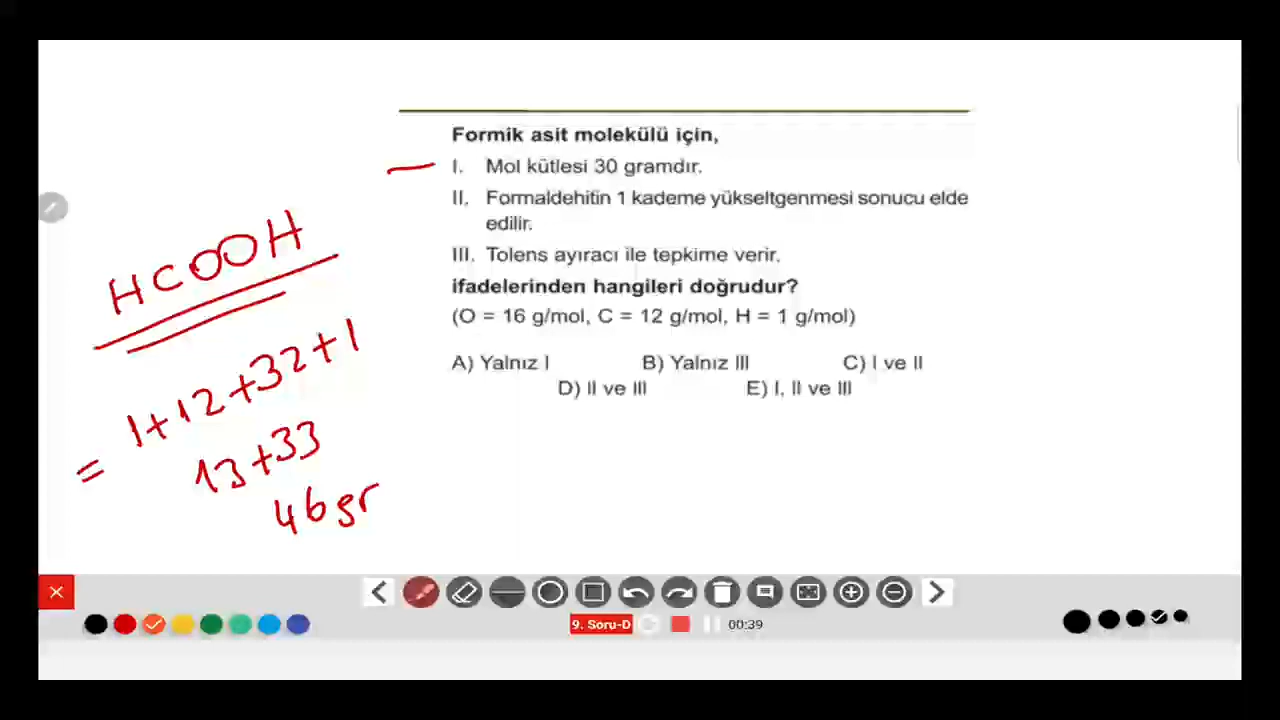 Formik asit molekülü için,
I. Mol kütlesi 30 gramdır.
II. Formaldehitin 1 kademe yükseltgenmesi sonucu elde
edilir.
III. Tolens ayıracı ile tepkime verir.
ifadelerinden hangileri doğrudur?
(O = 16 g/mol, C = 12 g/mol, H = 1 g/mol)
A) Yalnız I B) Yalnız III C) I ve II
D) II ve III E) I, II ve III
HCOOH
1+12+32+1
= 13+33
46gr
9. Soru-D 00:39